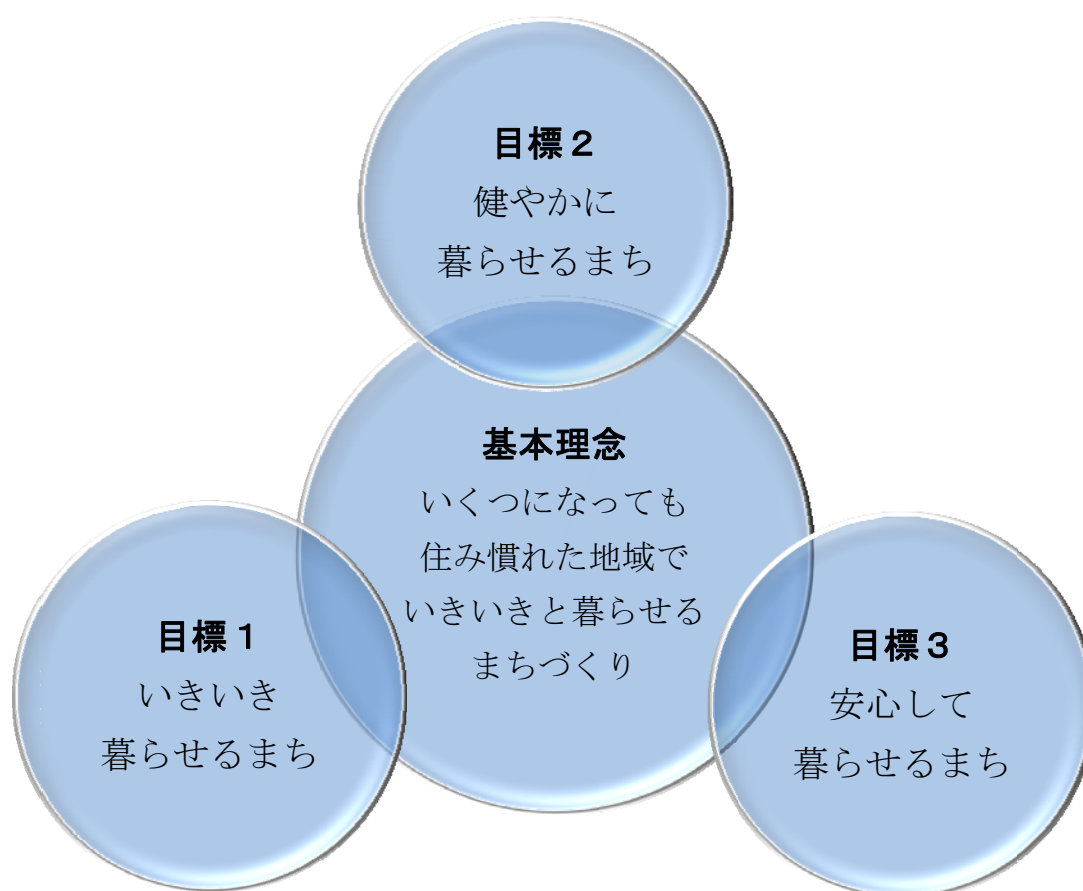 目標２
健やかに
暮らせるまち
基本理念
いくつになっても
住み慣れた地域で
いきいきと暮らせる
まちづくり
目標１
いきいき
暮らせるまち
目標３
安心して
暮らせるまち